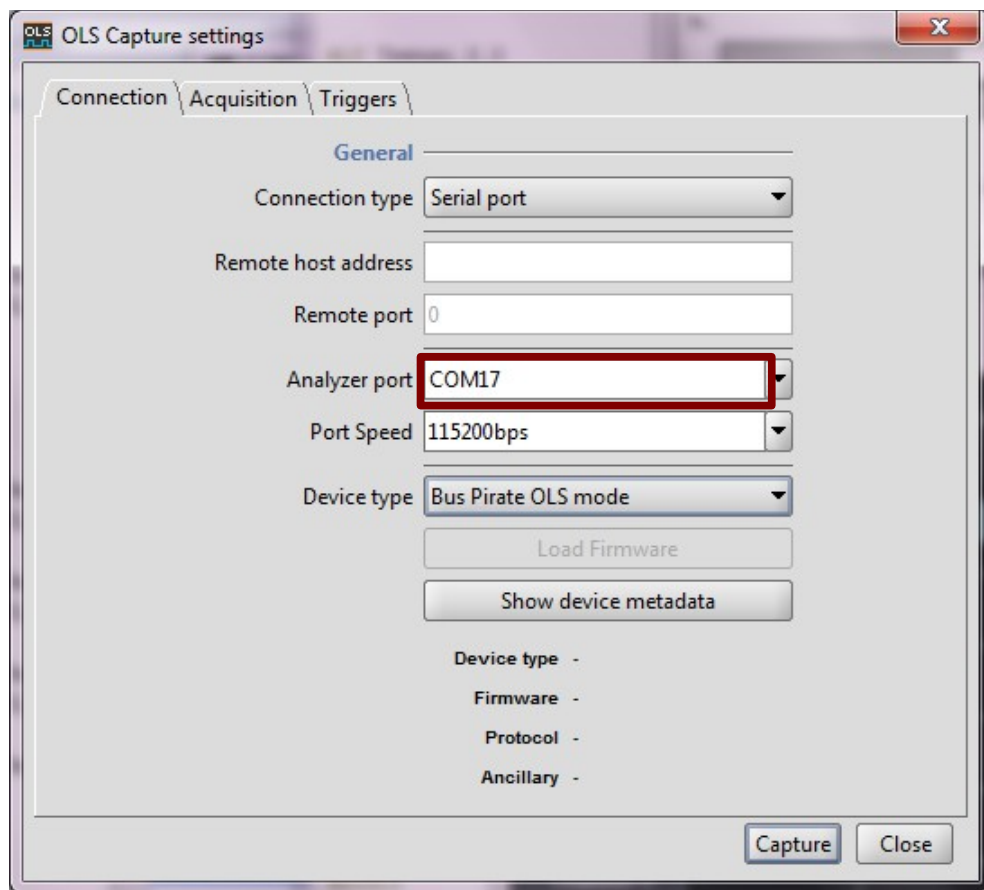 OLS OLS Capture settings
Connection Acquisition Triggers
General
Connection type Serial port
Remote host address
Remote port 0
Analyzer port COM17
Port Speed 115200bps
Device type Bus Pirate OLS mode
Load Firmware
Show device metadata
Device type -
Firmware -
Protocol -
Ancillary -
Capture Close